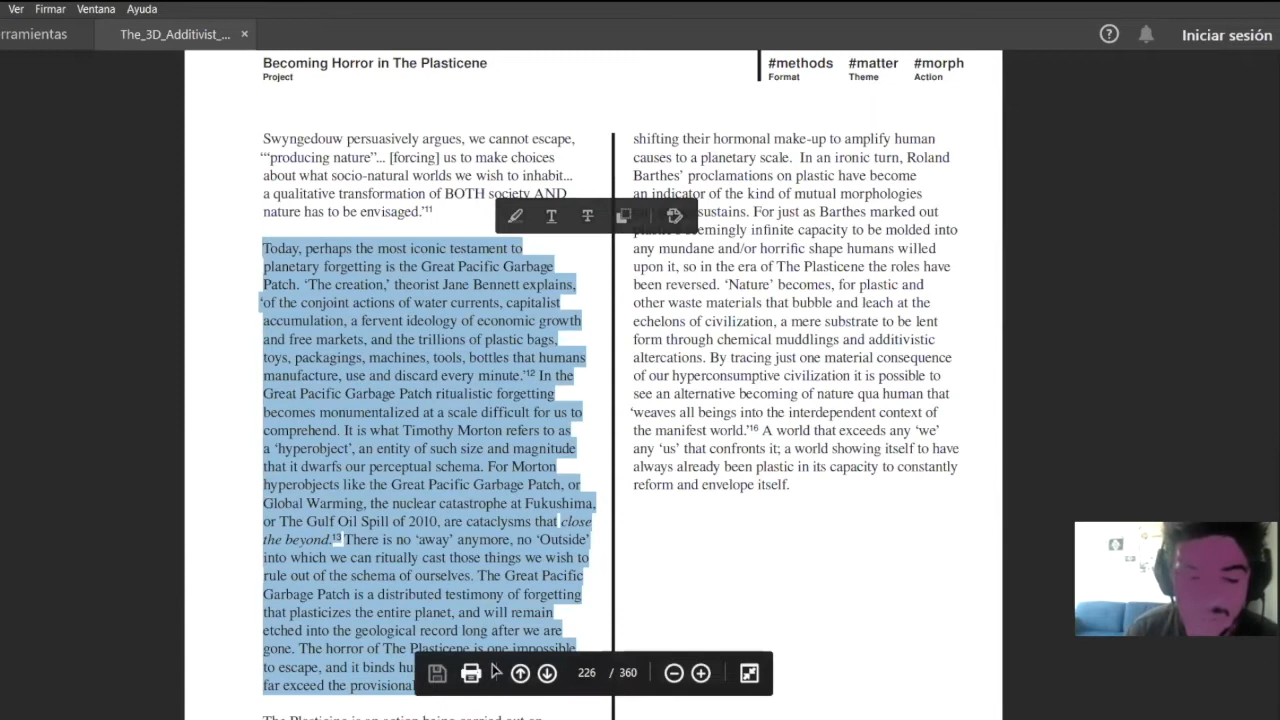 Ver Firmar Ventana Ayuda
rramientas
The_3D_Additivist_... ×
Iniciar sesión
Becoming Horror in The Plasticene
Project
#methods #matter #morph
Format Theme Action
Swyngedouw persuasively argues, we cannot escape,
‘“producing nature”... [forcing] us to make choices
about what socio-natural worlds we wish to inhabit...
a qualitative transformation of BOTH society AND
nature has to be envisaged.’11
Today, perhaps the most iconic testament to
planetary forgetting is the Great Pacific Garbage
Patch. ‘The creation,’ theorist Jane Bennett explains,
‘of the conjoint actions of water currents, capitalist
accumulation, a fervent ideology of economic growth
and free markets, and the trillions of plastic bags,
toys, packagings, machines, tools, bottles that humans
manufacture, use and discard every minute.’12 In the
Great Pacific Garbage Patch ritualistic forgetting
becomes monumentalized at a scale difficult for us to
comprehend. It is what Timothy Morton refers to as
a ‘hyperobject’, an entity of such size and magnitude
that it dwarfs our perceptual schema. For Morton
hyperobjects like the Great Pacific Garbage Patch, or
Global Warming, the nuclear catastrophe at Fukushima,
or The Gulf Oil Spill of 2010, are cataclysms that close
the beyond.13 There is no ‘away’ anymore, no ‘Outside’
into which we can ritually cast those things we wish to
rule out of the schema of ourselves. The Great Pacific
Garbage Patch is a distributed testimony of forgetting
that plasticizes the entire planet, and will remain
etched into the geological record long after we are
gone. The horror of The Plasticene is one impossible
to escape, and it binds
far exceed the provisional
shifting their hormonal make-up to amplify human
causes to a planetary scale. In an ironic turn, Roland
Barthes’ proclamations on plastic have become
an indicator of the kind of mutual morphologies
sustains. For just as Barthes marked out
seemingly infinite capacity to be molded into
any mundane and/or horrific shape humans willed
upon it, so in the era of The Plasticene the roles have
been reversed. ‘Nature’ becomes, for plastic and
other waste materials that bubble and leach at the
echelons of civilization, a mere substrate to be lent
form through chemical muddlings and additivistic
altercations. By tracing just one material consequence
of our hyperconsumptive civilization it is possible to
see an alternative becoming of nature qua human that
‘weaves all beings into the interdependent context of
the manifest world.’16 A world that exceeds any ‘we’
any ‘us’ that confronts it; a world showing itself to have
always already been plastic in its capacity to constantly
reform and envelope itself.
226 / 360